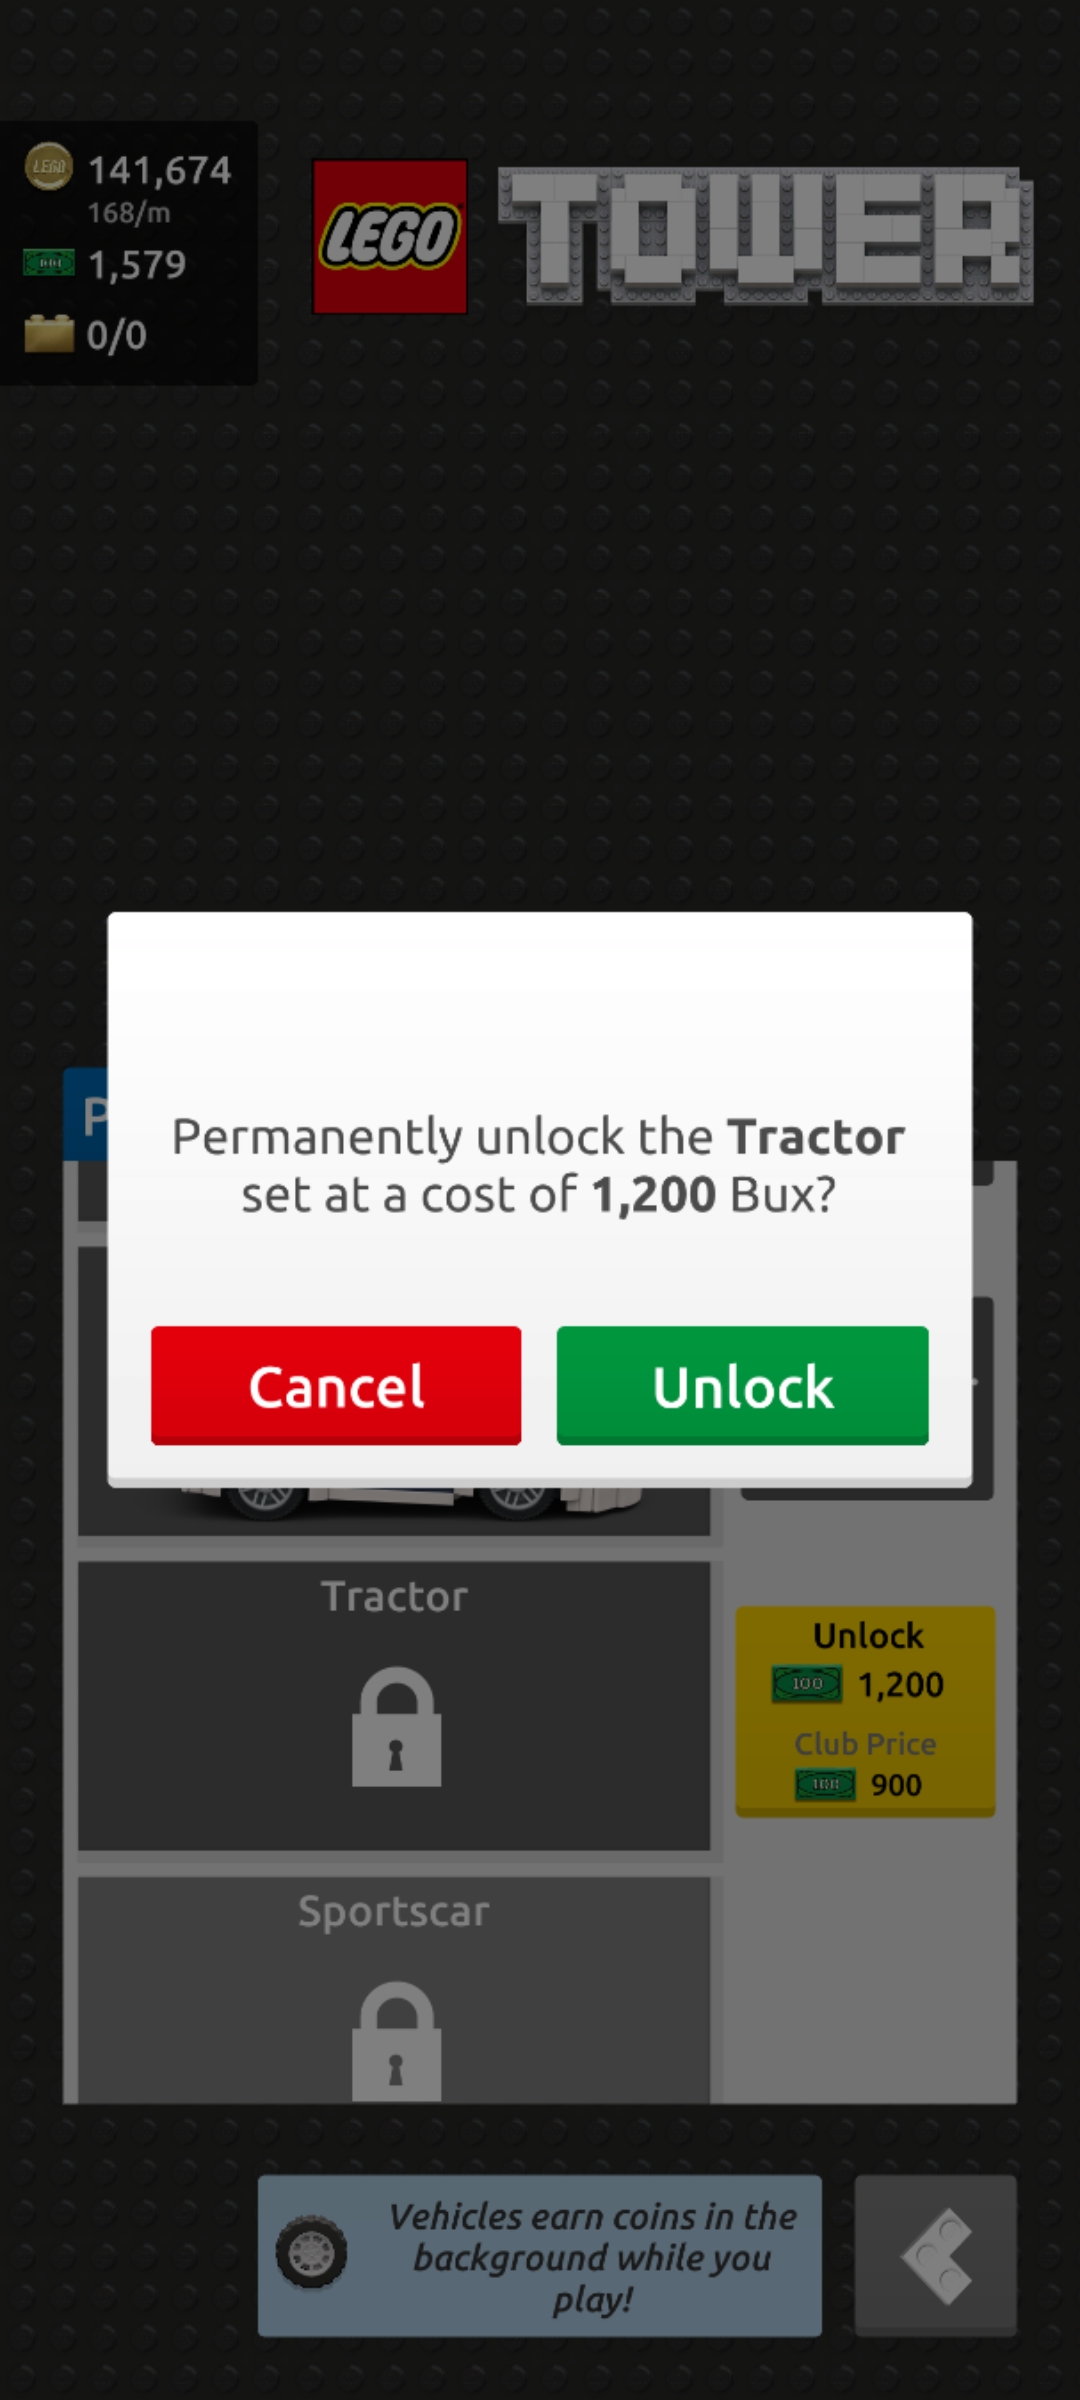 LEGO
141,674
168/m
1,579
0/0
LEGO TOWER
P
Permanently unlock the Tractor
set at a cost of 1,200 Bux?
Cancel
Unlock
Tractor
Unlock
100
1,200
Club Price
100
900
Sportscar
Vehicles earn coins in the
background while you
play!